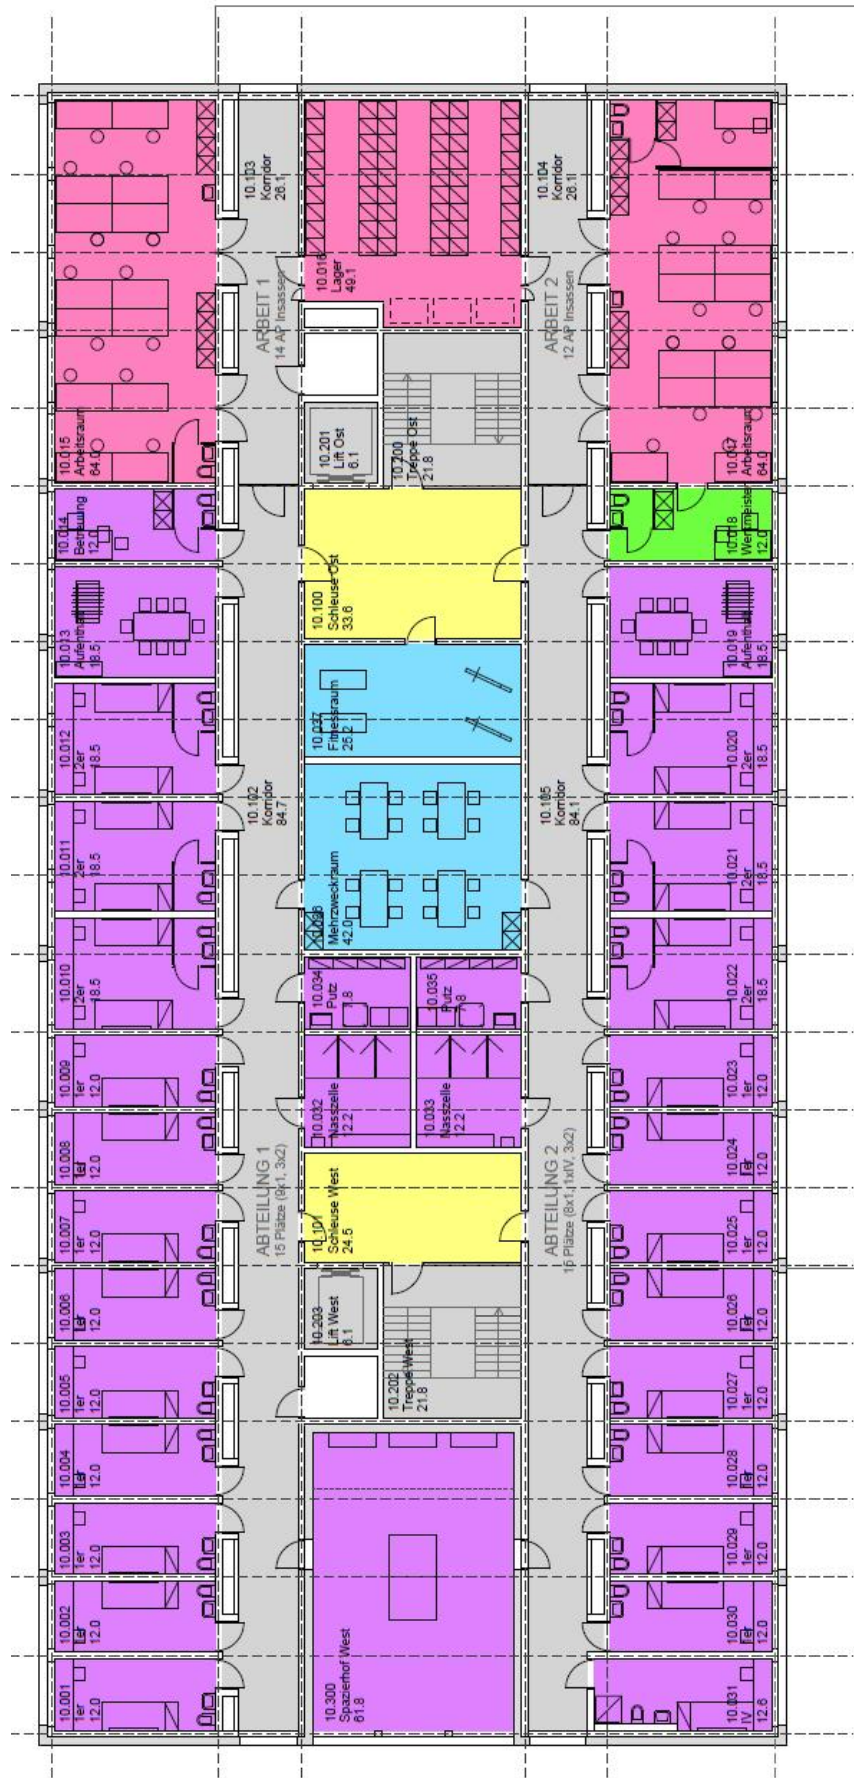 10.015
Arbeitsraum
64.0
10.014
Betreuung
12.0
10.013
Aufenthalt
18.5
10.012
2er
18.5
10.011
2er
18.5
10.010
2er
18.5
10.009
1er
12.0
10.008
1er
12.0
10.007
1er
12.0
10.006
1er
12.0
10.005
1er
12.0
10.004
1er
12.0
10.003
1er
12.0
10.002
1er
12.0
10.001
1er
12.0
10.103
Korridor
26.1
ARBEIT 1
14 AP Insassen
10.102
Korridor
84.7
ABTEILUNG 1
15 Plätze (9x1, 3x2)
10.016
Lager
49.1
10.201
Lift Ost
6.1
10.200
Treppe Ost
21.8
10.100
Schleuse Ost
33.6
10.037
Fitnessraum
25.2
Mehrzweckraum
42.0
10.034
Putz
7.8
10.035
Putz
7.8
10.032
Nasszelle
12.2
10.033
Nasszelle
12.2
10.101
Schleuse West
24.5
10.203
Lift West
6.1
10.202
Treppe West
21.8
10.300
Spazierhof West
61.8
10.104
Korridor
26.1
ARBEIT 2
12 AP Insassen
10.105
Korridor
84.1
ABTEILUNG 2
15 Plätze (8x1, 1xIV, 3x2)
10.017
Arbeitsraum
64.0
10.018
Werkmeister
12.0
10.019
Aufenthalt
18.5
10.020
2er
18.5
10.021
2er
18.5
10.022
2er
18.5
10.023
1er
12.0
10.024
1er
12.0
10.025
1er
12.0
10.026
1er
12.0
10.027
1er
12.0
10.028
1er
12.0
10.029
1er
12.0
10.030
1er
12.0
10.031
IV
12.6